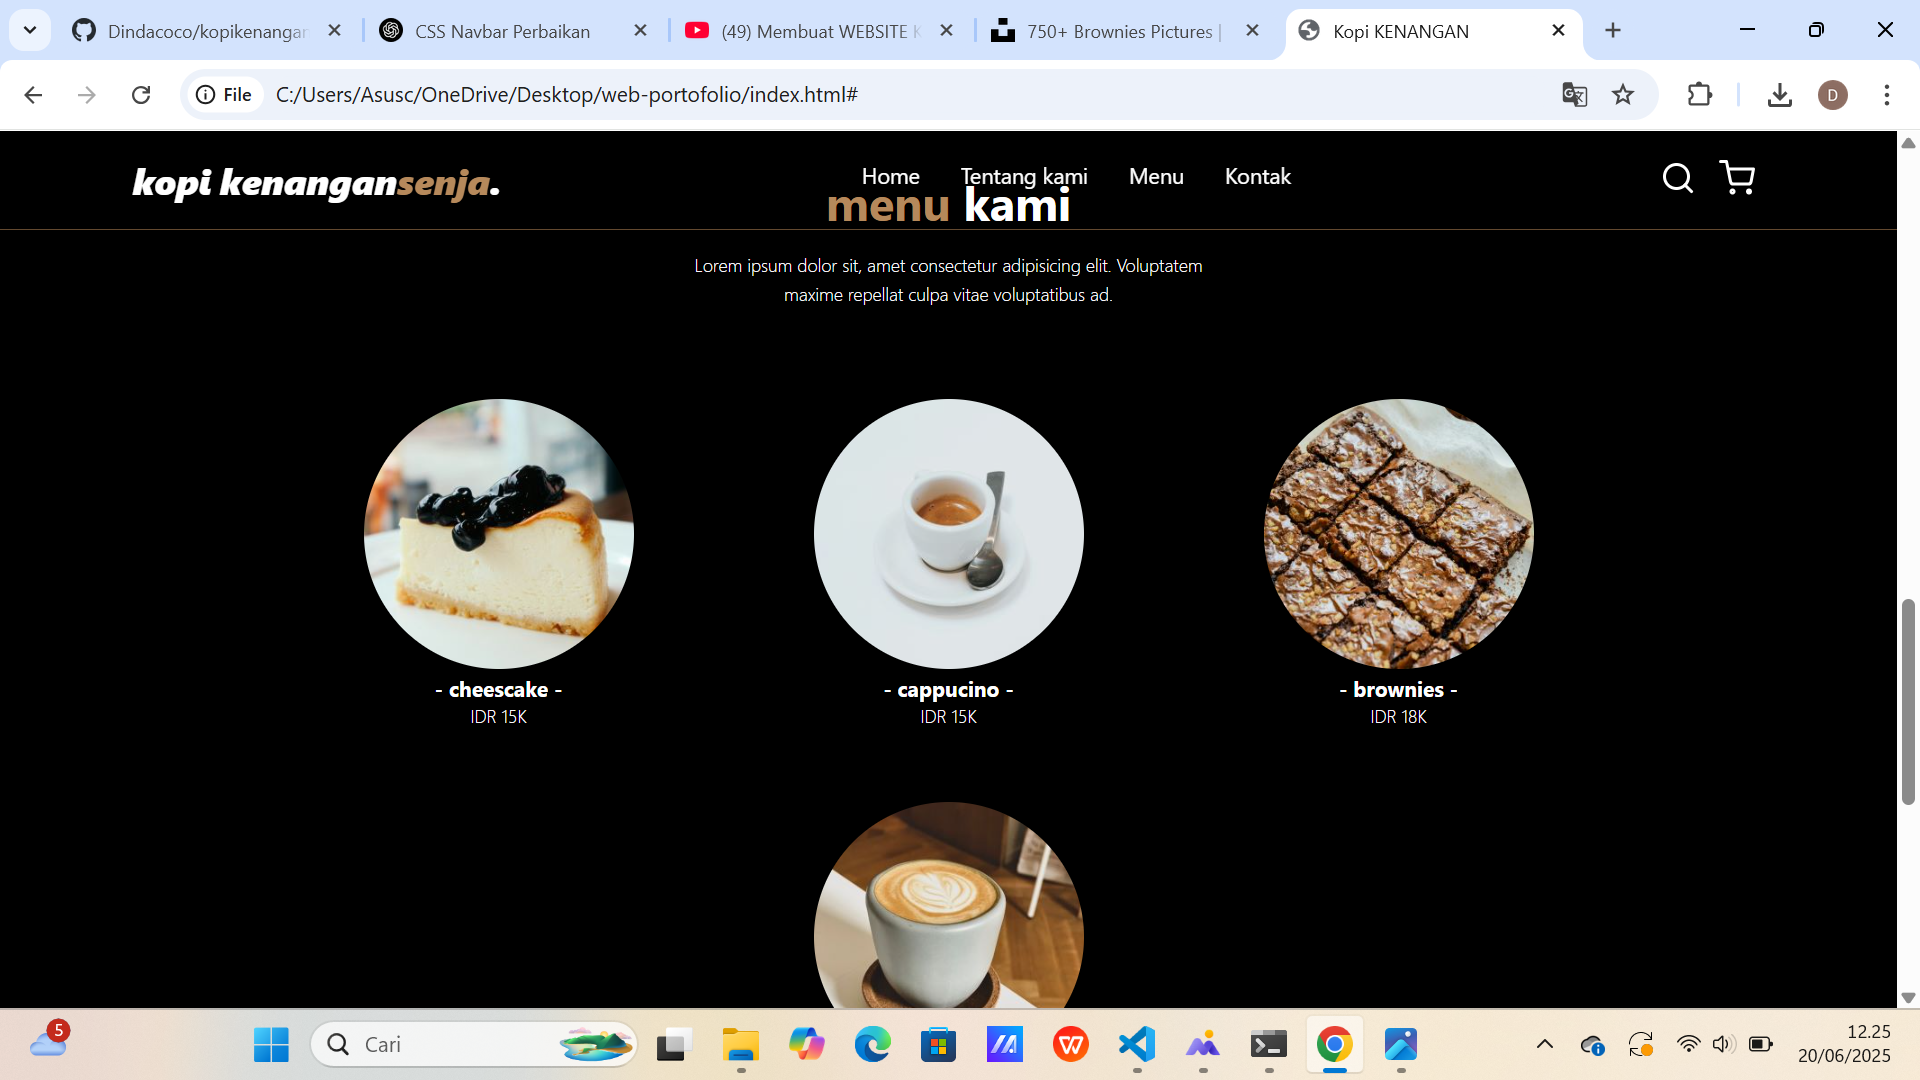 Dindacoco/kopikenangan
CSS Navbar Perbaikan
(49) Membuat WEBSITE K
750+ Brownies Pictures |
Kopi KENANGAN
File
C:/Users/Asusc/OneDrive/Desktop/web-portofolio/index.html#
D
kopi kenangansenja.
Home
Tentang kami
Menu
Kontak
menu kami
Lorem ipsum dolor sit, amet consectetur adipisicing elit. Voluptatem
maxime repellat culpa vitae voluptatibus ad.
- cheescake -
IDR 15K
- cappucino -
IDR 15K
- brownies -
IDR 18K
5
Cari
12.25
20/06/2025